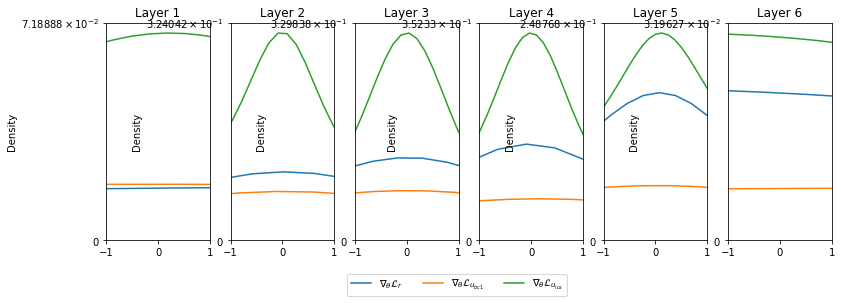 Layer 1 Layer 2 Layer 3 Layer 4 Layer 5 Layer 6
7.18888 × 10⁻² 3.24042 × 10⁻¹ 3.29838 × 10⁻¹ 3.5233 × 10⁻¹ 2.48768 × 10⁻¹ 3.19627 × 10⁻²
Density Density Density Density Density Density
0 0 0 0 0 0
−1 0 1 −1 0 1 −1 0 1 −1 0 1 −1 0 1 −1 0 1
∇θℒr ∇θℒu_bc1 ∇θℒu_ics